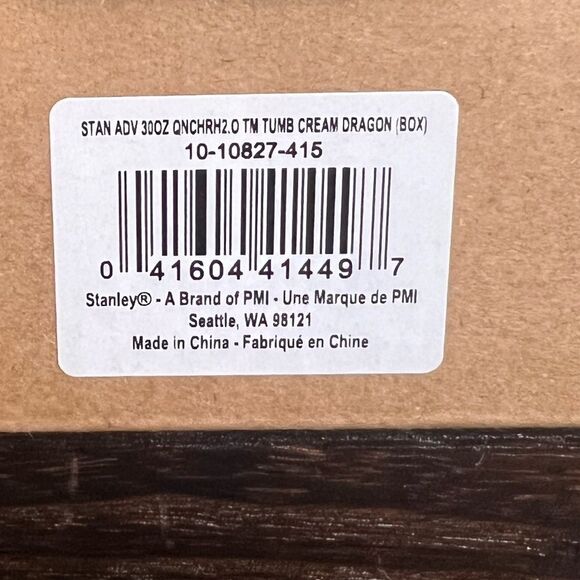 STAN ADV 30OZ QNCHRH2.O TM TUMB CREAM DRAGON (BOX)
10-10827-415
0 41604 41449 7
Stanley® - A Brand of PMI - Une Marque de PMI
Seattle, WA 98121
Made in China - Fabriqué en Chine